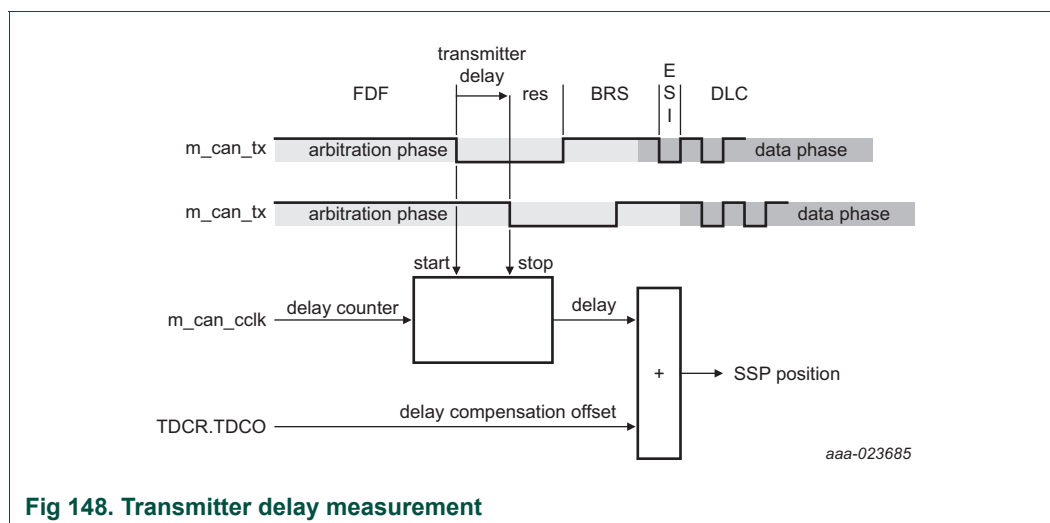 transmitter
delay
FDF
res
BRS
E
S
I
DLC
m_can_tx
arbitration phase
data phase
m_can_tx
arbitration phase
data phase
start
stop
m_can_cclk
delay counter
delay
+
SSP position
TDCR.TDCO
delay compensation offset
aaa-023685
Fig 148. Transmitter delay measurement